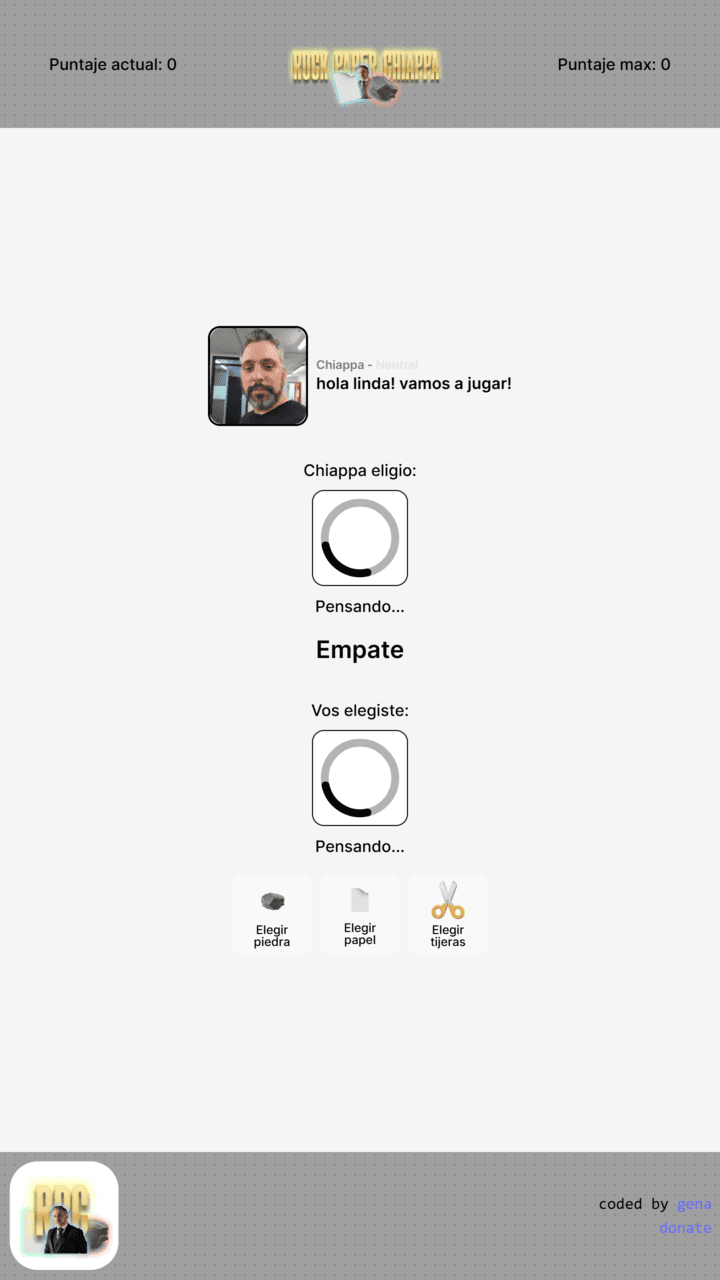 Puntaje actual: 0
ROCK PAPER CHIAPPA
Puntaje max: 0
Chiappa - Neutral
hola linda! vamos a jugar!
Chiappa eligio:
Pensando...
Empate
Vos elegiste:
Pensando...
Elegir
piedra
Elegir
papel
Elegir
tijeras
RPC
coded by gena
donate